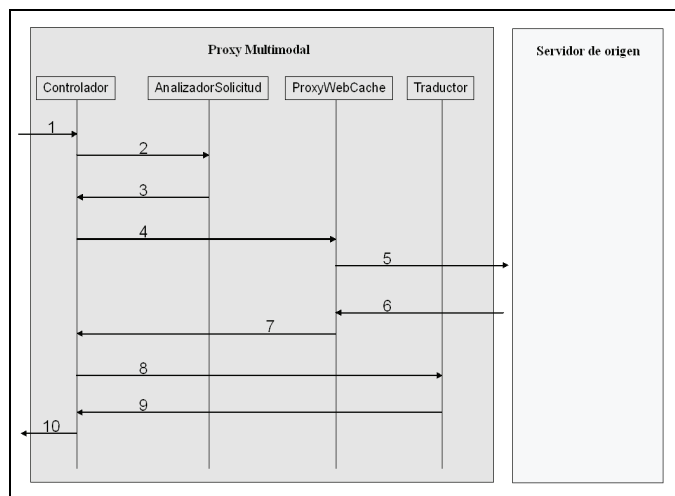 Proxy Multimodal
Servidor de origen
Controlador
AnalizadorSolicitud
ProxyWebCache
Traductor
1
2
3
4
5
6
7
8
9
10